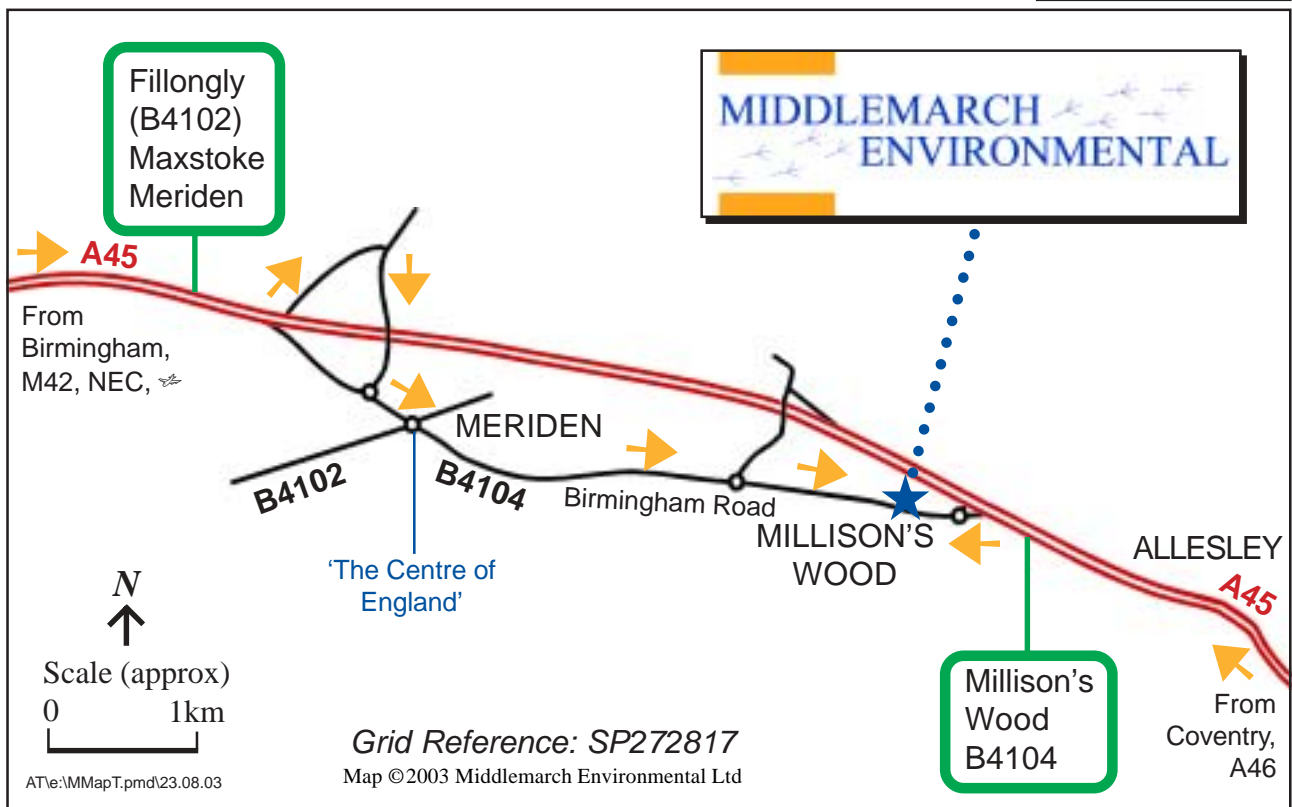 Fillongly
(B4102)
Maxstoke
Meriden
MIDDLEMARCH
ENVIRONMENTAL
A45
From
Birmingham,
M42, NEC,
MERIDEN
B4102
B4104
Birmingham Road
MILLISON'S
WOOD
ALLESLEY
A45
'The Centre of
England'
N
Scale (approx)
0 1km
Millison's
Wood
B4104
From
Coventry,
A46
Grid Reference: SP272817
Map ©2003 Middlemarch Environmental Ltd
AT\e:\MMapT.pmd\23.08.03